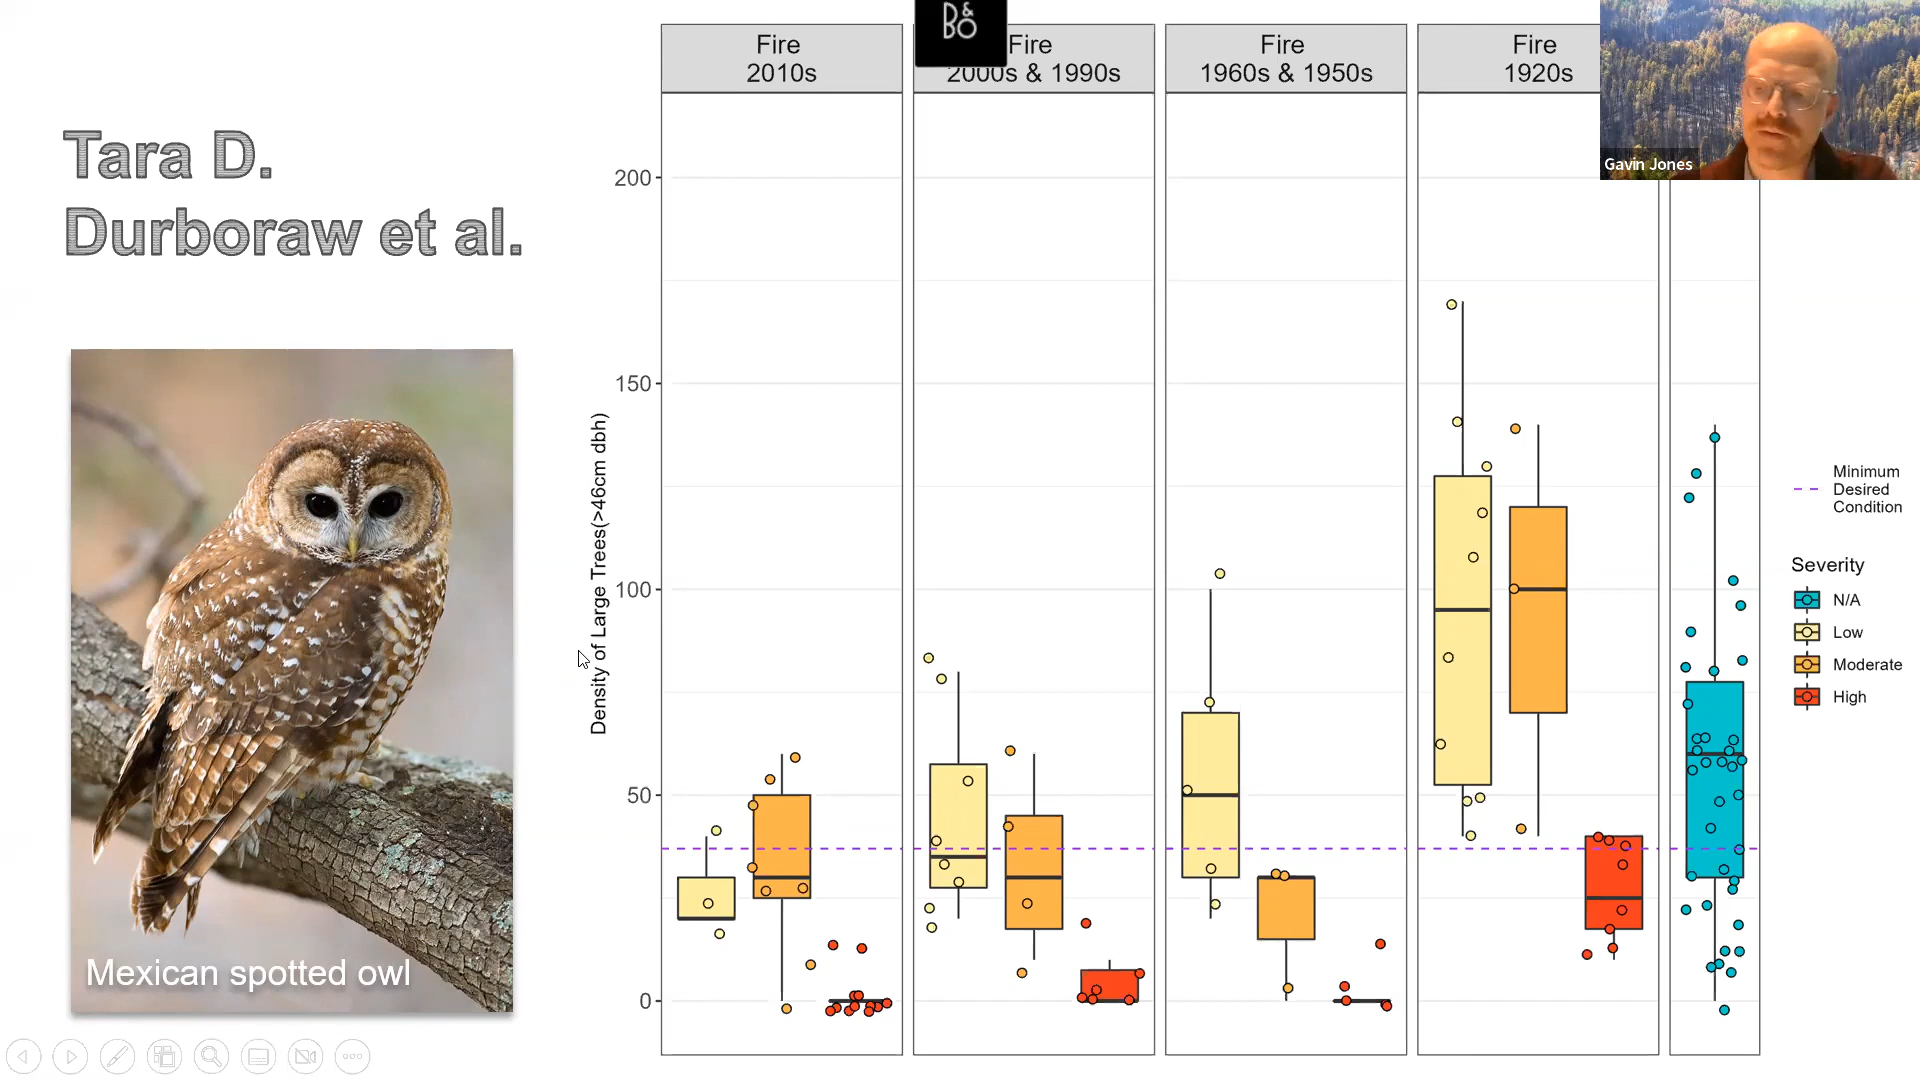 Tara D.
Durboraw et al.
Mexican spotted owl
B&O
Fire
2010s
Fire
2000s & 1990s
Fire
1960s & 1950s
Fire
1920s
Gavin Jones
Density of Large Trees(>46cm dbh)
200
150
100
50
0
Minimum
Desired
Condition
Severity
N/A
Low
Moderate
High